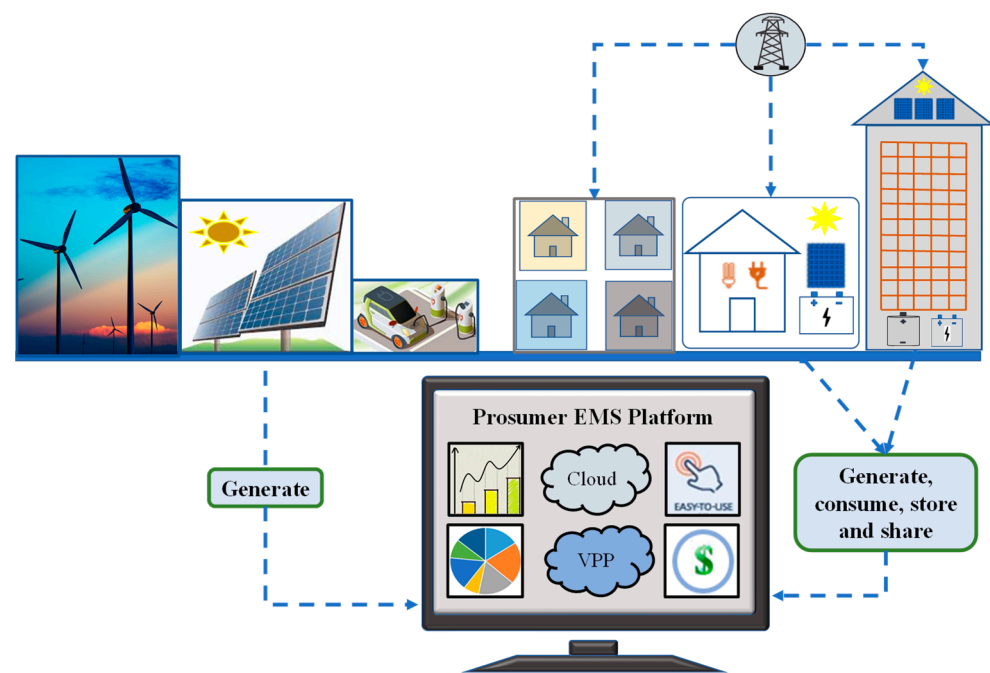 Prosumer EMS Platform
Cloud
EASY-TO-USE
VPP
$
Generate
Generate,
consume, store
and share